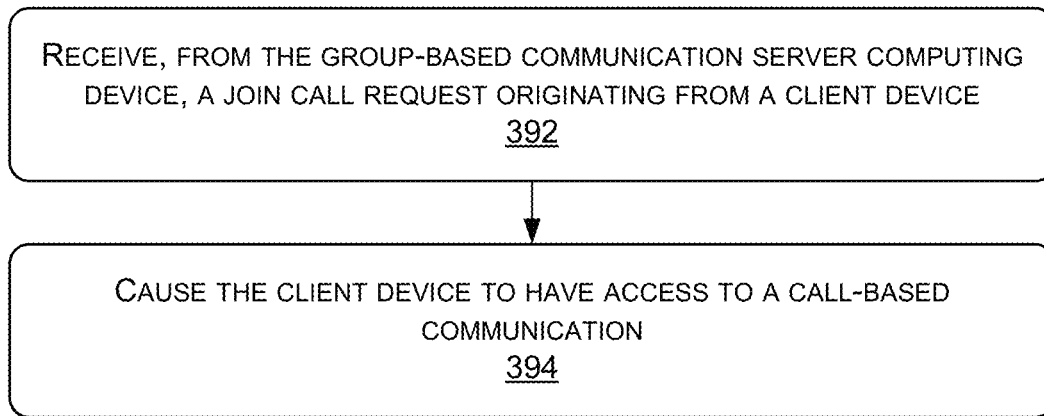 RECEIVE, FROM THE GROUP-BASED COMMUNICATION SERVER COMPUTING
DEVICE, A JOIN CALL REQUEST ORIGINATING FROM A CLIENT DEVICE
392
CAUSE THE CLIENT DEVICE TO HAVE ACCESS TO A CALL-BASED
COMMUNICATION
394